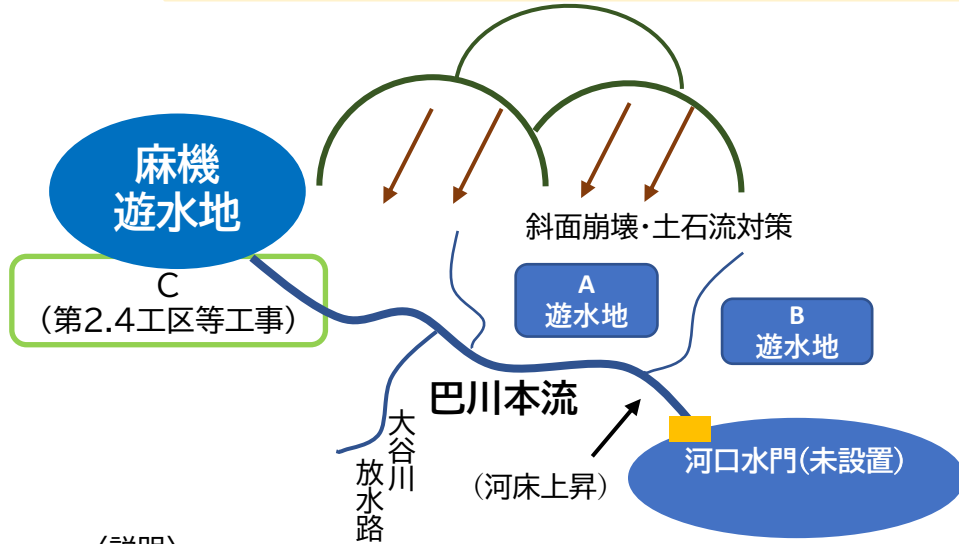 麻機
遊水地
C
(第2.4工区等工事)
斜面崩壊・土石流対策
A
遊水地
B
遊水地
巴川本流
大谷川
放水路
(河床上昇)
河口水門(未設置)
(説明)